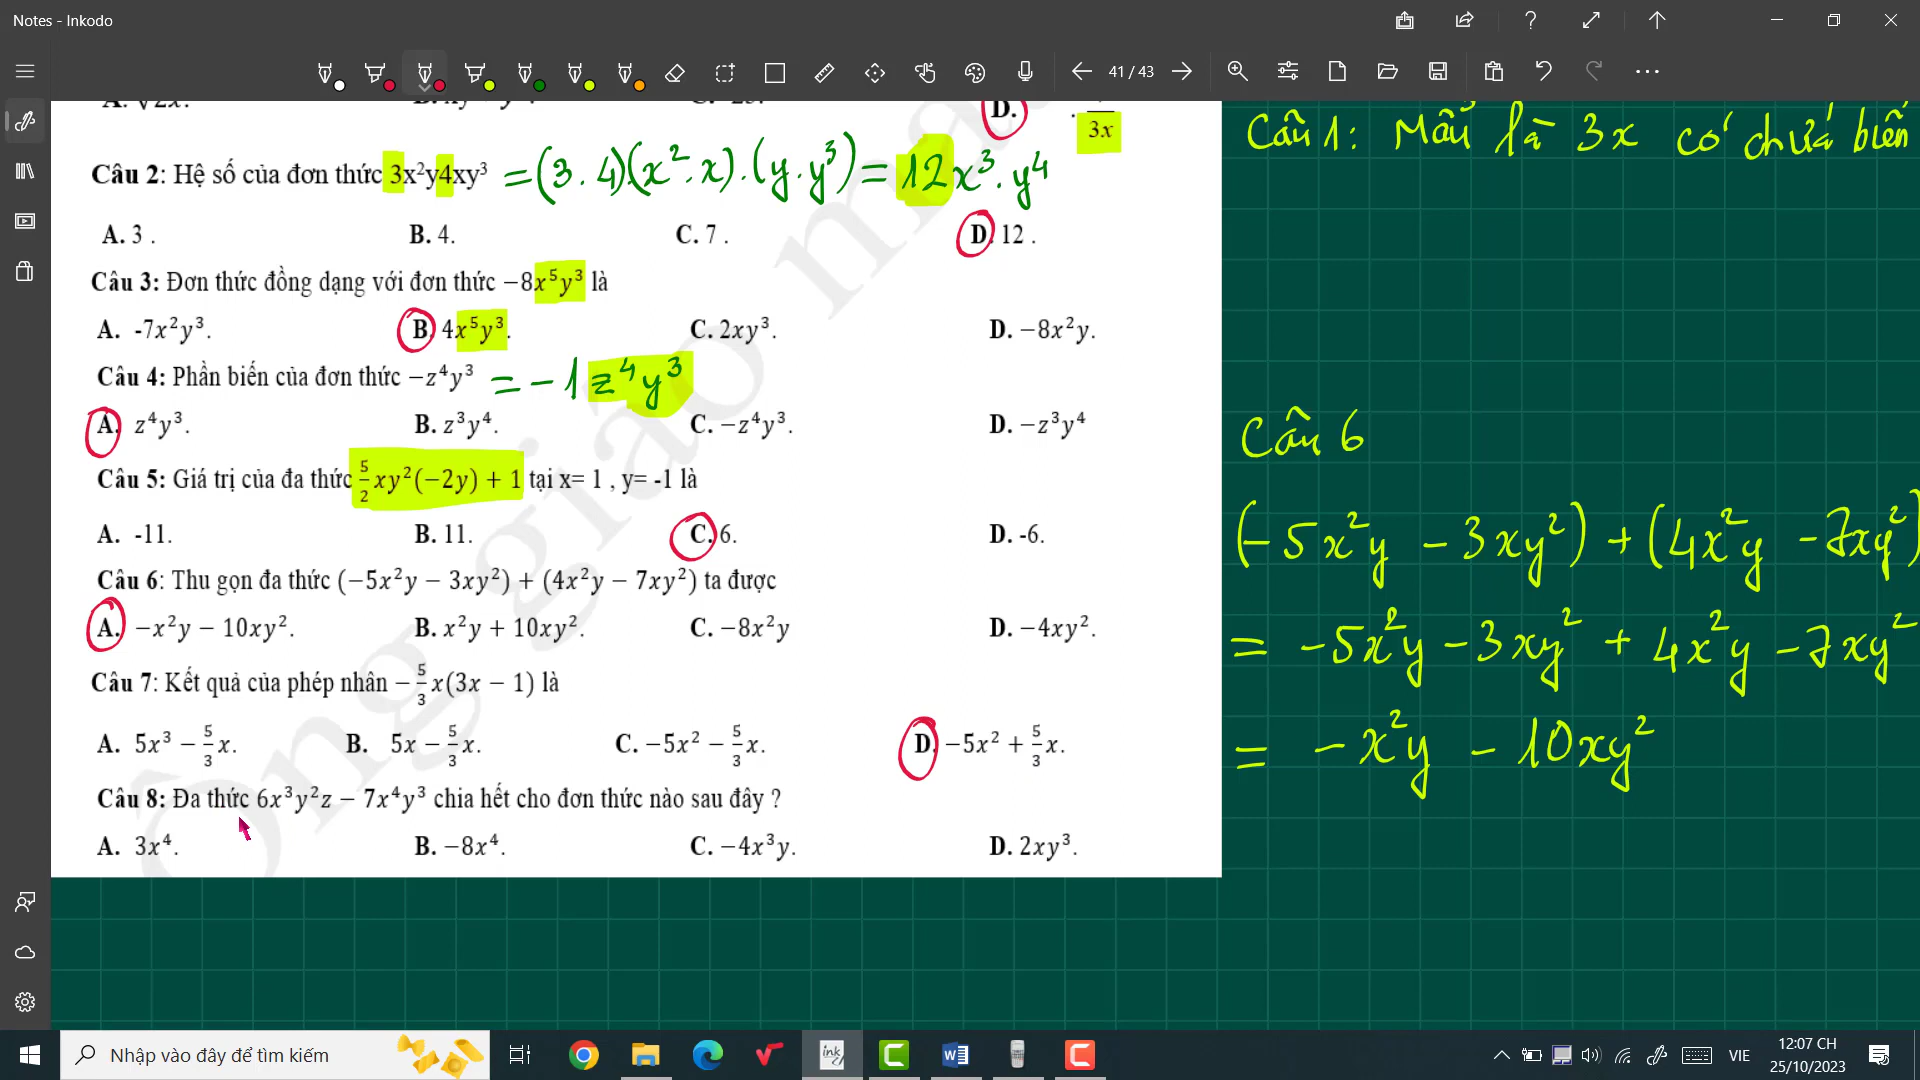 Notes - Inkodo
41 / 43
D.
3x
Câu 1: Mẫu là 3x có chứa biến
Câu 2: Hệ số của đơn thức 3x²y4xy³ = (3.4)(x².x).(y.y³) = 12x³.y⁴
A. 3 . B. 4. C. 7 . D. 12 .
Câu 3: Đơn thức đồng dạng với đơn thức −8x⁵y³ là
A. -7x²y³. B. 4x⁵y³. C. 2xy³. D. −8x²y.
Câu 4: Phần biến của đơn thức −z⁴y³ = −1z⁴y³
A. z⁴y³. B. z³y⁴. C. −z⁴y³. D. −z³y⁴
Câu 5: Giá trị của đa thức 5/2 xy²(−2y) + 1 tại x= 1 , y= -1 là
A. -11. B. 11. C. 6. D. -6.
Câu 6: Thu gọn đa thức (−5x²y − 3xy²) + (4x²y − 7xy²) ta được
A. −x²y − 10xy². B. x²y + 10xy². C. −8x²y D. −4xy².
Câu 7: Kết quả của phép nhân −5/3 x(3x − 1) là
A. 5x³ − 5/3 x. B. 5x − 5/3 x. C. −5x² − 5/3 x. D. −5x² + 5/3 x.
Câu 8: Đa thức 6x³y²z − 7x⁴y³ chia hết cho đơn thức nào sau đây ?
A. 3x⁴. B. −8x⁴. C. −4x³y. D. 2xy³.
Câu 6
(−5x²y − 3xy²) + (4x²y − 7xy²)
= −5x²y − 3xy² + 4x²y − 7xy²
= −x²y − 10xy²
Ông giáo
Nhập vào đây để tìm kiếm
VIE
12:07 CH
25/10/2023